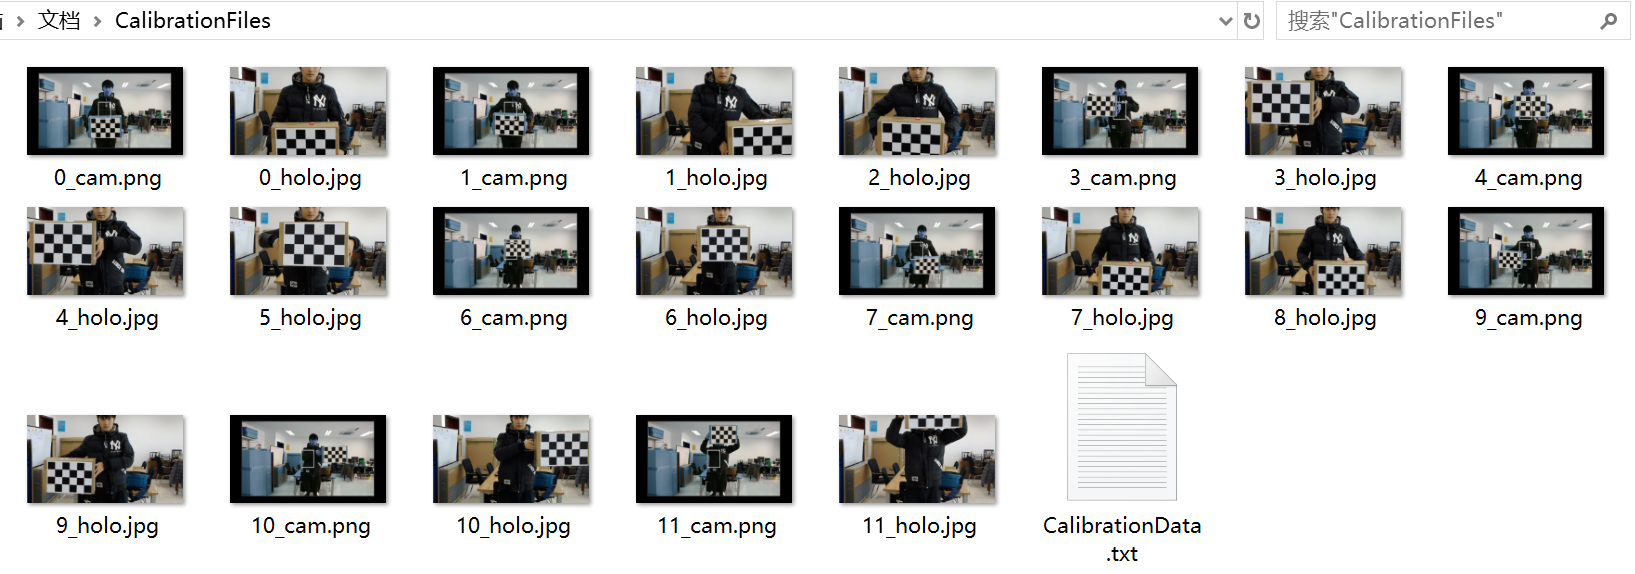 文档 CalibrationFiles 搜索"CalibrationFiles"
0_cam.png 0_holo.jpg 1_cam.png 1_holo.jpg 2_holo.jpg 3_cam.png 3_holo.jpg 4_cam.png
4_holo.jpg 5_holo.jpg 6_cam.png 6_holo.jpg 7_cam.png 7_holo.jpg 8_holo.jpg 9_cam.png
9_holo.jpg 10_cam.png 10_holo.jpg 11_cam.png 11_holo.jpg CalibrationData
.txt